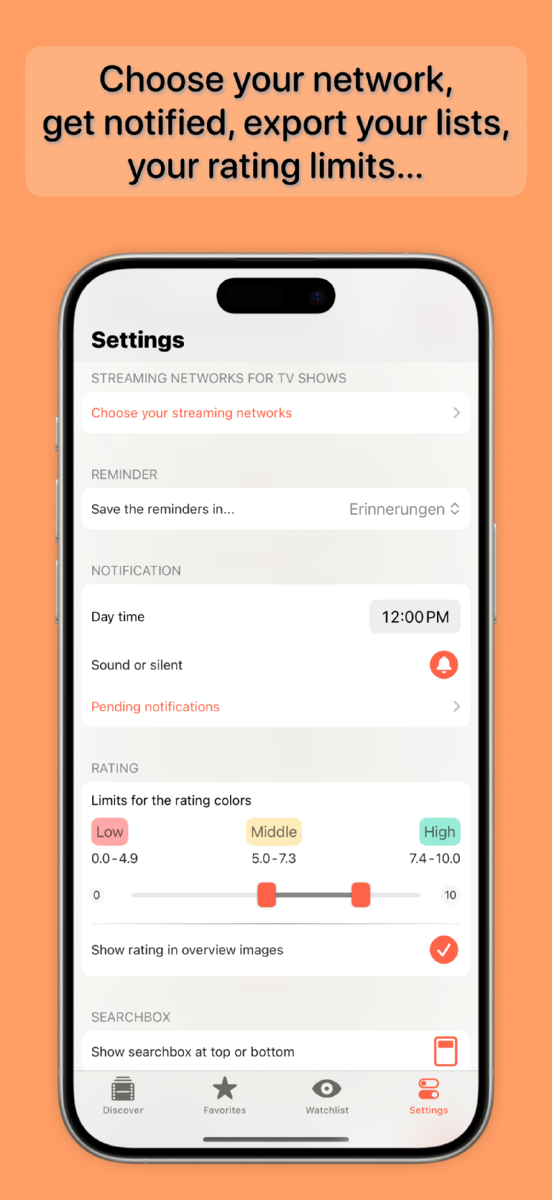 Choose your network,
get notified, export your lists,
your rating limits...
Settings
STREAMING NETWORKS FOR TV SHOWS
Choose your streaming networks
REMINDER
Save the reminders in...
Erinnerungen
NOTIFICATION
Day time
12:00 PM
Sound or silent
Pending notifications
RATING
Limits for the rating colors
Low Middle High
0.0 - 4.9 5.0 - 7.3 7.4 - 10.0
0 10
Show rating in overview images
SEARCHBOX
Show searchbox at top or bottom
Discover Favorites Watchlist Settings